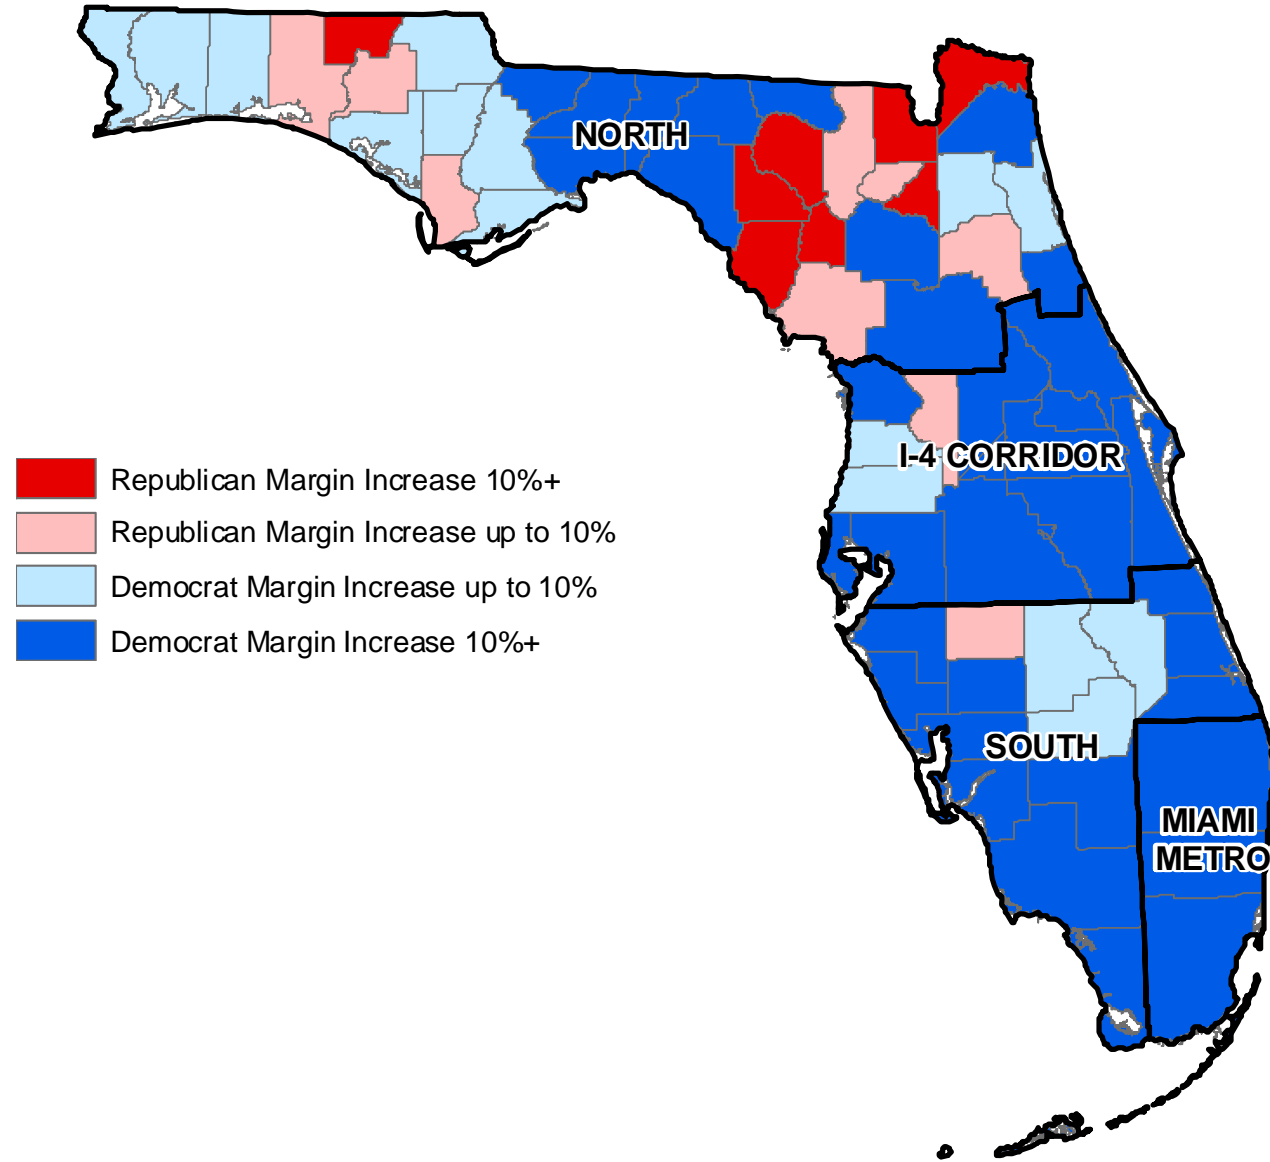 NORTH
I-4 CORRIDOR
Republican Margin Increase 10%+
Republican Margin Increase up to 10%
Democrat Margin Increase up to 10%
Democrat Margin Increase 10%+
SOUTH
MIAMI
METRO